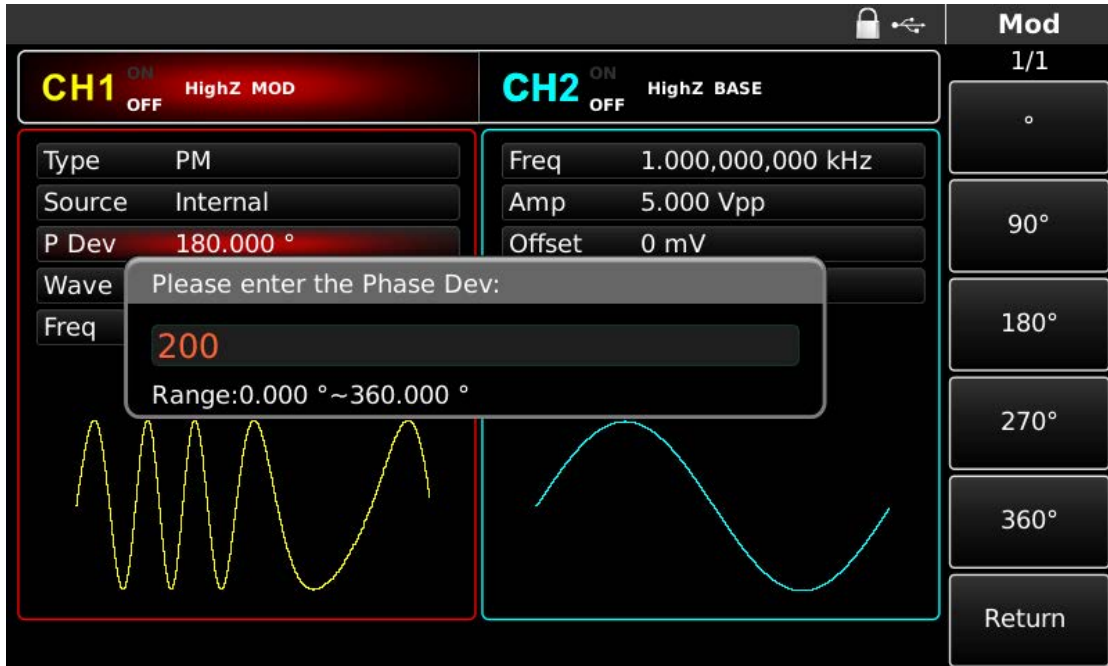 Mod
1/1
CH1 ON OFF HighZ MOD
CH2 ON OFF HighZ BASE
Type PM
Source Internal
P Dev 180.000 °
Wave
Freq
Freq 1.000,000,000 kHz
Amp 5.000 Vpp
Offset 0 mV
Please enter the Phase Dev:
200
Range:0.000 °~360.000 °
°
90°
180°
270°
360°
Return